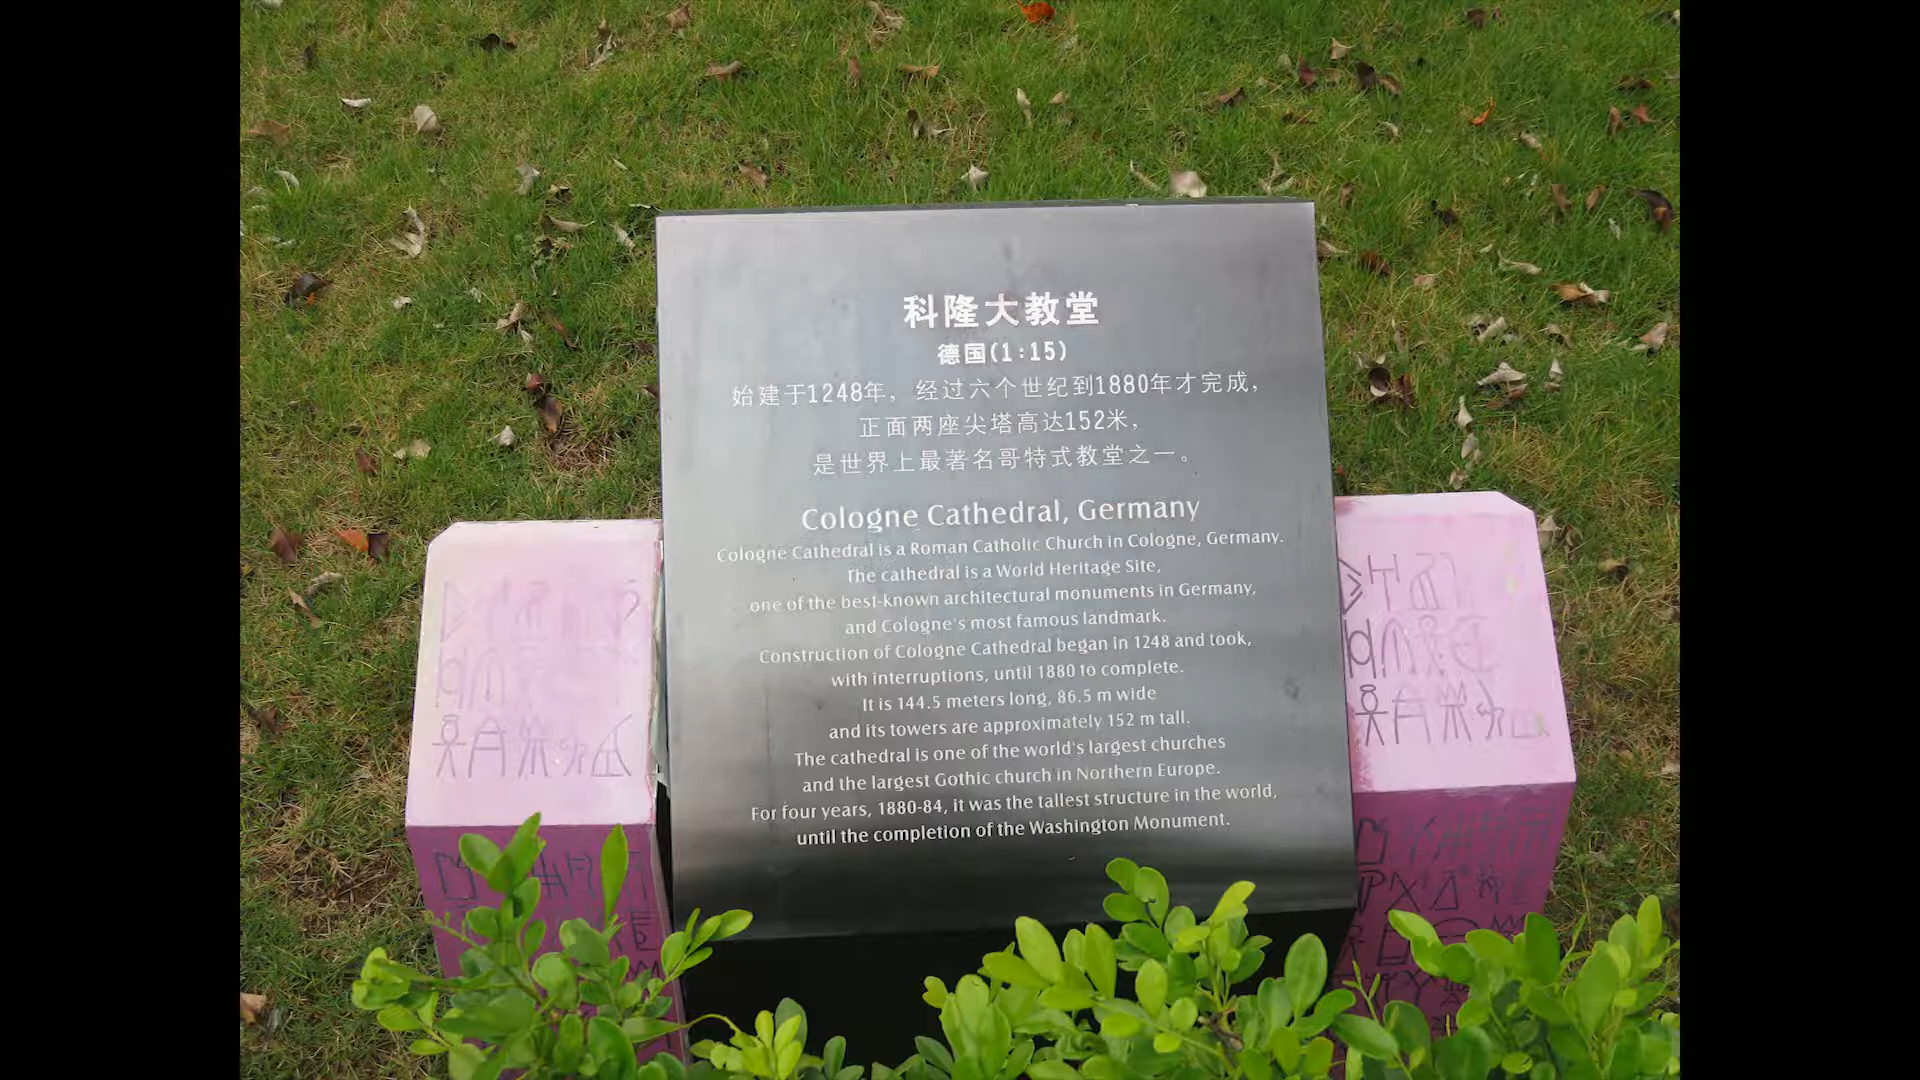 科隆大教堂
德国(1:15)
始建于1248年，经过六个世纪到1880年才完成，
正面两座尖塔高达152米，
是世界上最著名哥特式教堂之一。
Cologne Cathedral, Germany
Cologne Cathedral is a Roman Catholic Church in Cologne, Germany.
The cathedral is a World Heritage Site,
one of the best-known architectural monuments in Germany,
and Cologne's most famous landmark.
Construction of Cologne Cathedral began in 1248 and took,
with interruptions, until 1880 to complete.
It is 144.5 meters long, 86.5 m wide
and its towers are approximately 152 m tall.
The cathedral is one of the world's largest churches
and the largest Gothic church in Northern Europe.
For four years, 1880-84, it was the tallest structure in the world,
until the completion of the Washington Monument.